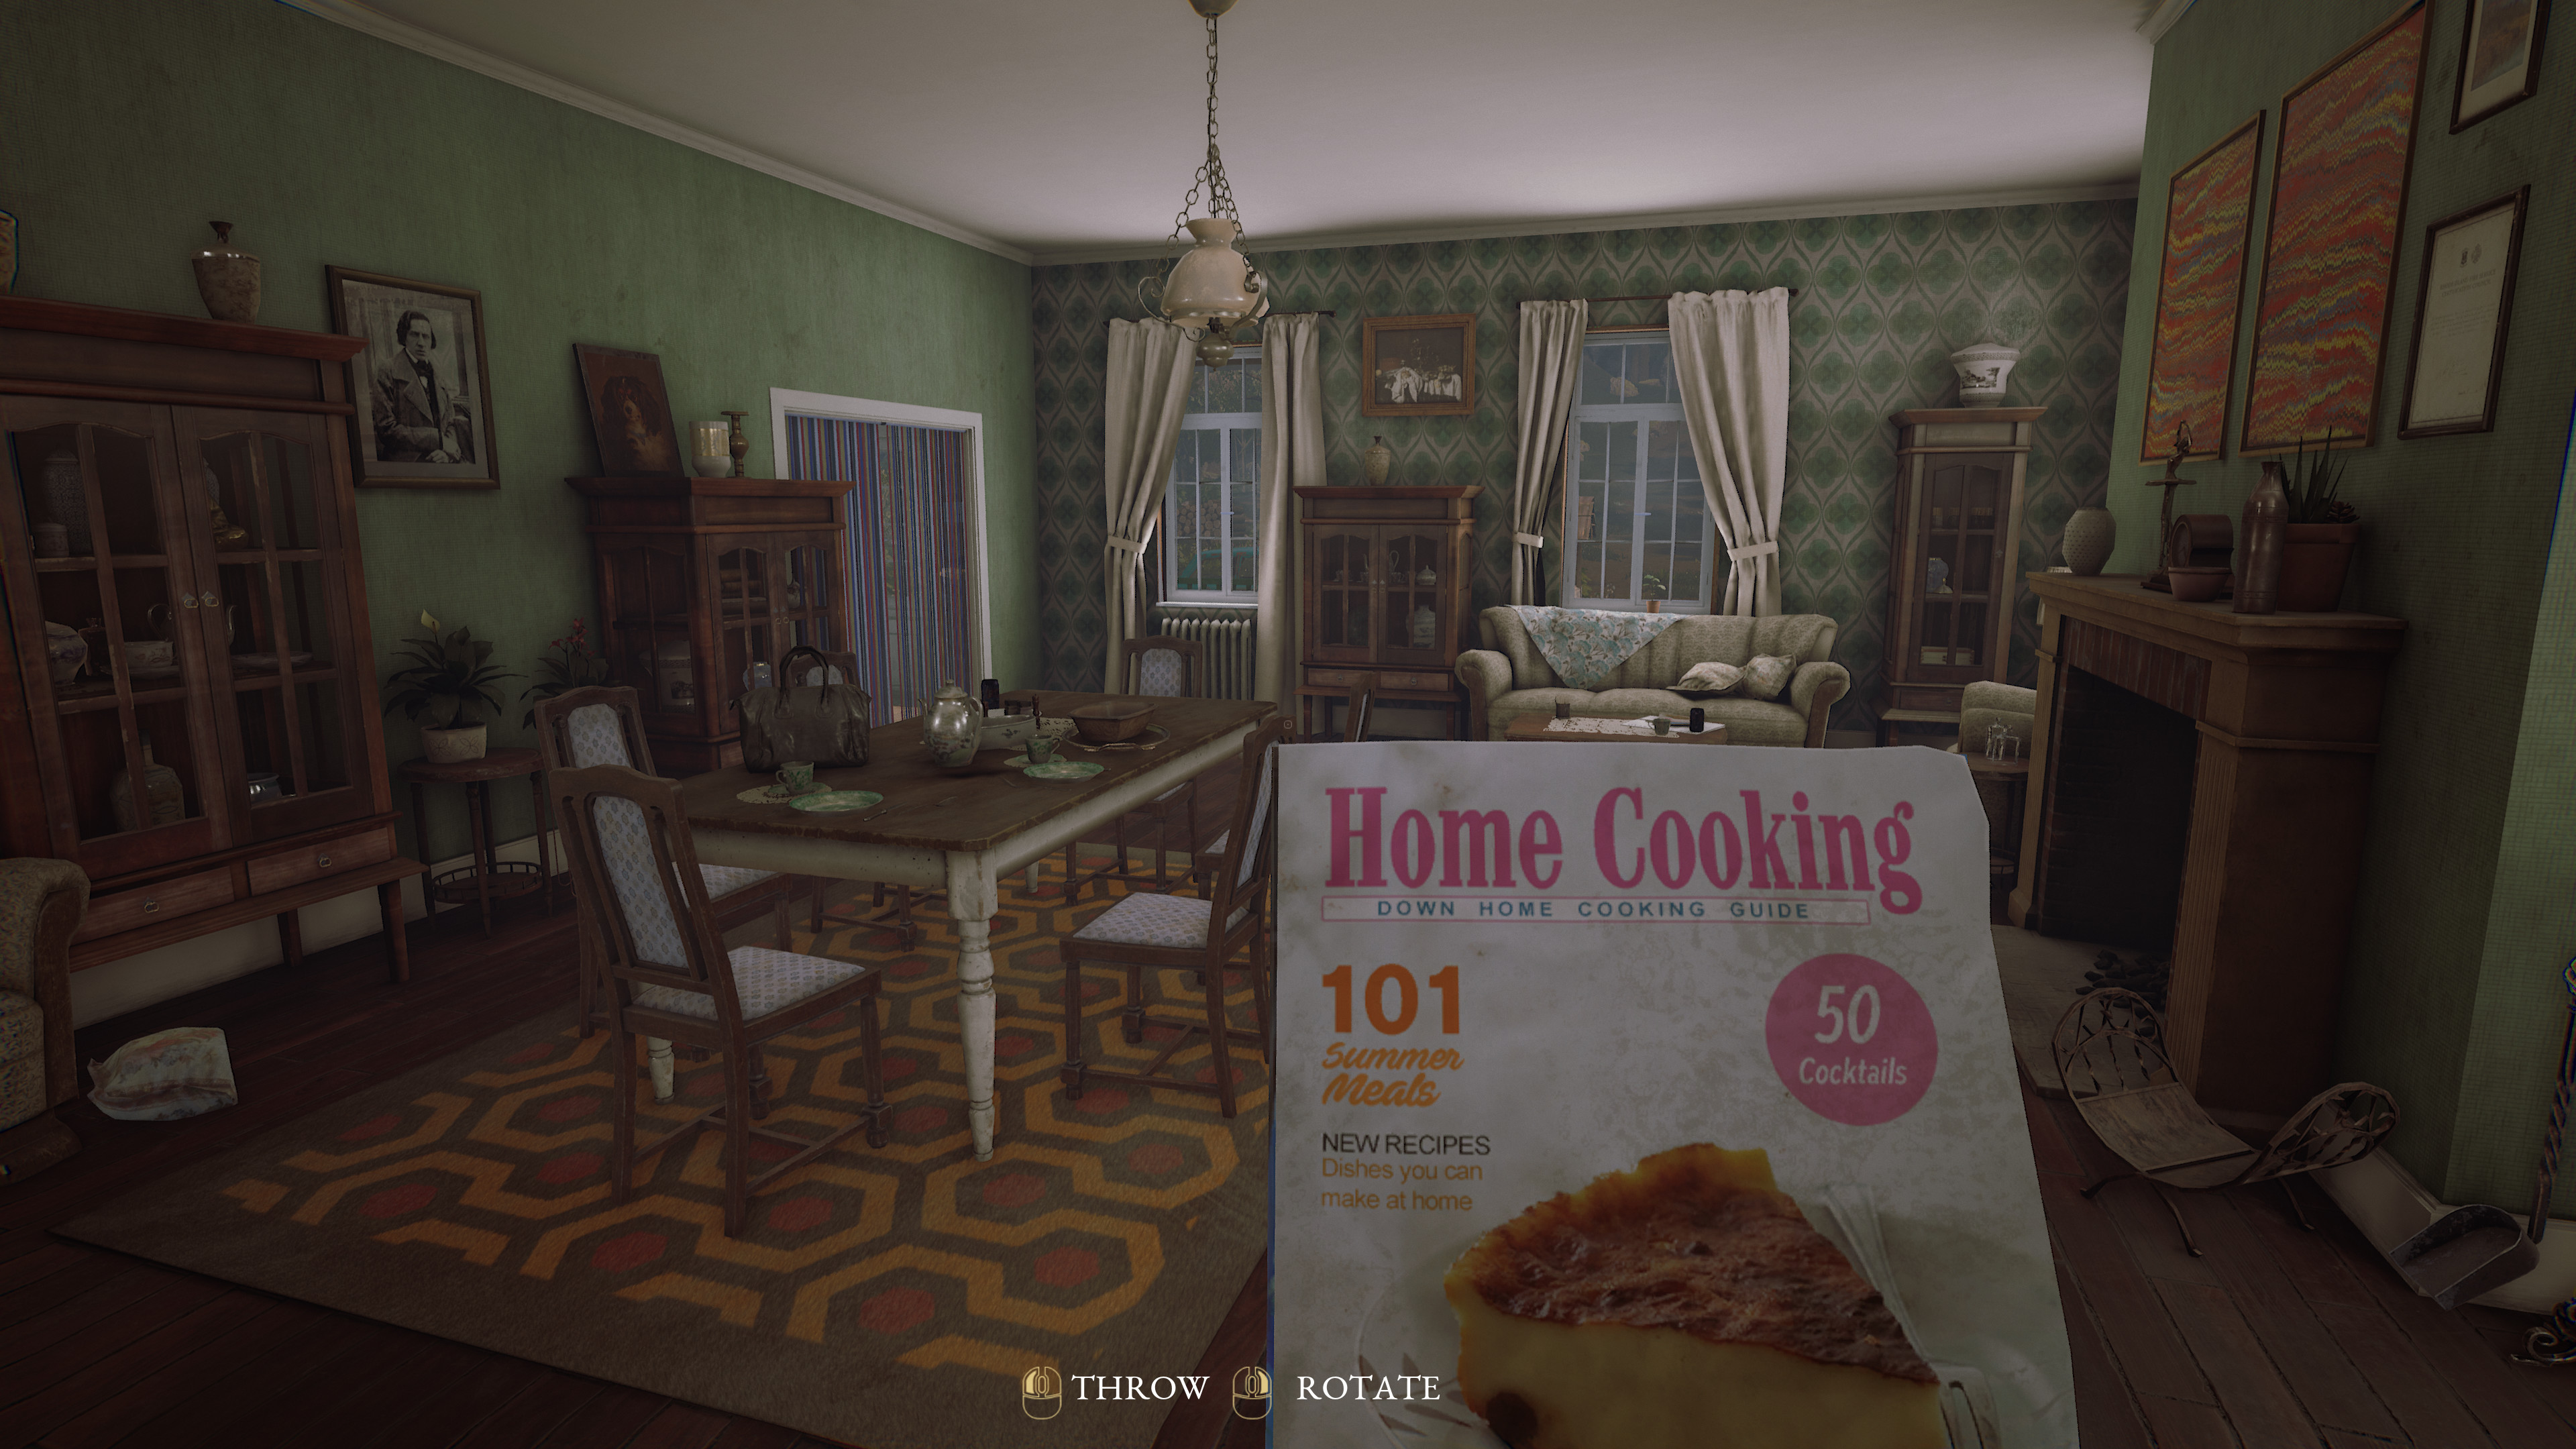 Home Cooking
DOWN HOME COOKING GUIDE
101
Summer
Meals
50
Cocktails
NEW RECIPES
Dishes you can
make at home
THROW ROTATE